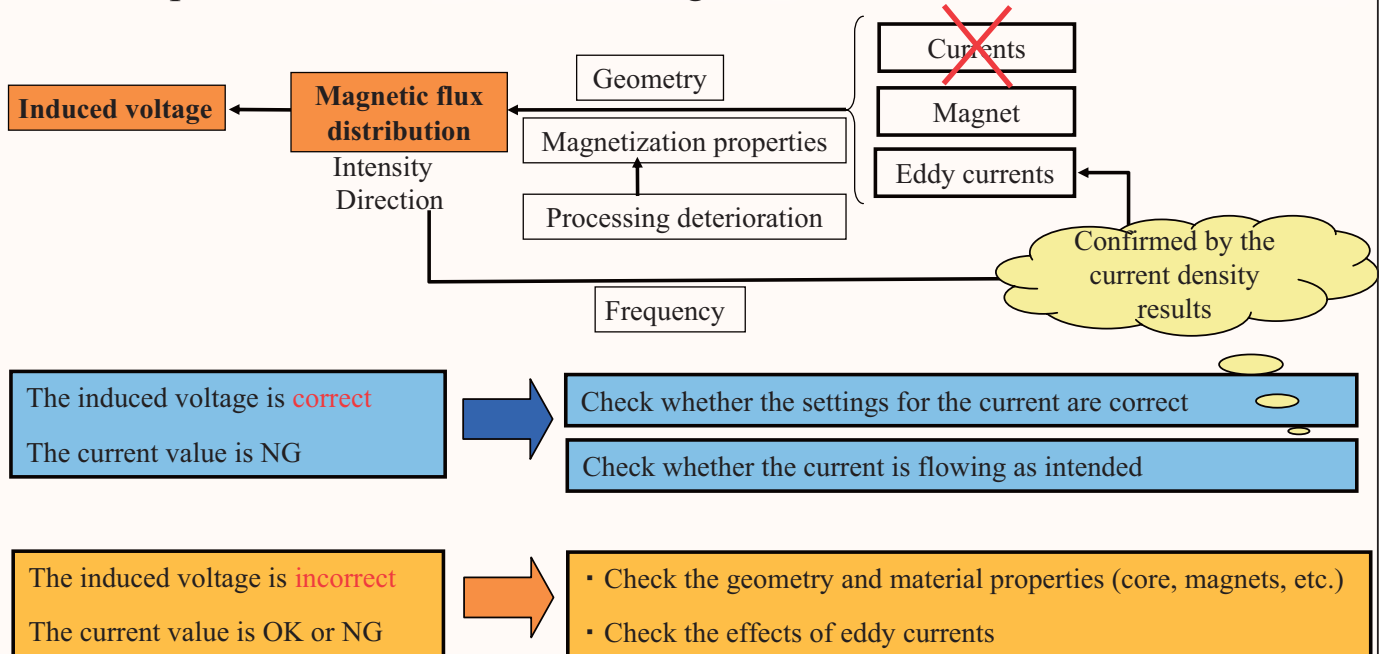 Currents
Geometry
Magnetic flux
distribution
Induced voltage
Magnet
Magnetization properties
Intensity
Direction
Eddy currents
Processing deterioration
Confirmed by the
current density
results
Frequency
The induced voltage is correct
The current value is NG
Check whether the settings for the current are correct
Check whether the current is flowing as intended
The induced voltage is incorrect
The current value is OK or NG
・Check the geometry and material properties (core, magnets, etc.)
・Check the effects of eddy currents